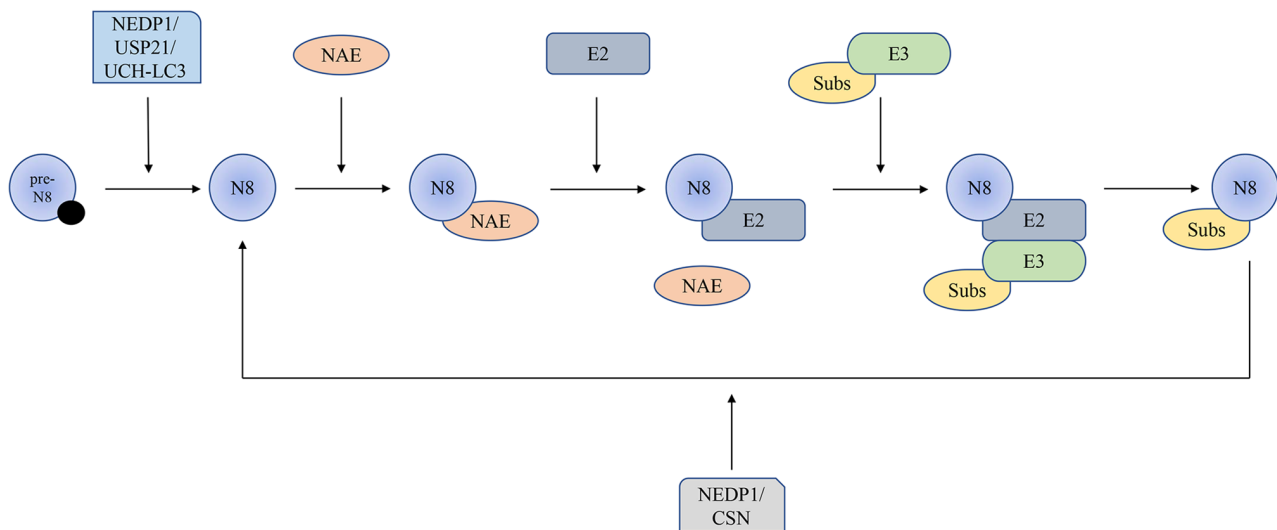 NEDP1/
USP21/
UCH-LC3
NAE
E2
E3
Subs
pre-
N8
N8
N8
NAE
N8
E2
NAE
N8
E2
E3
Subs
N8
Subs
NEDP1/
CSN